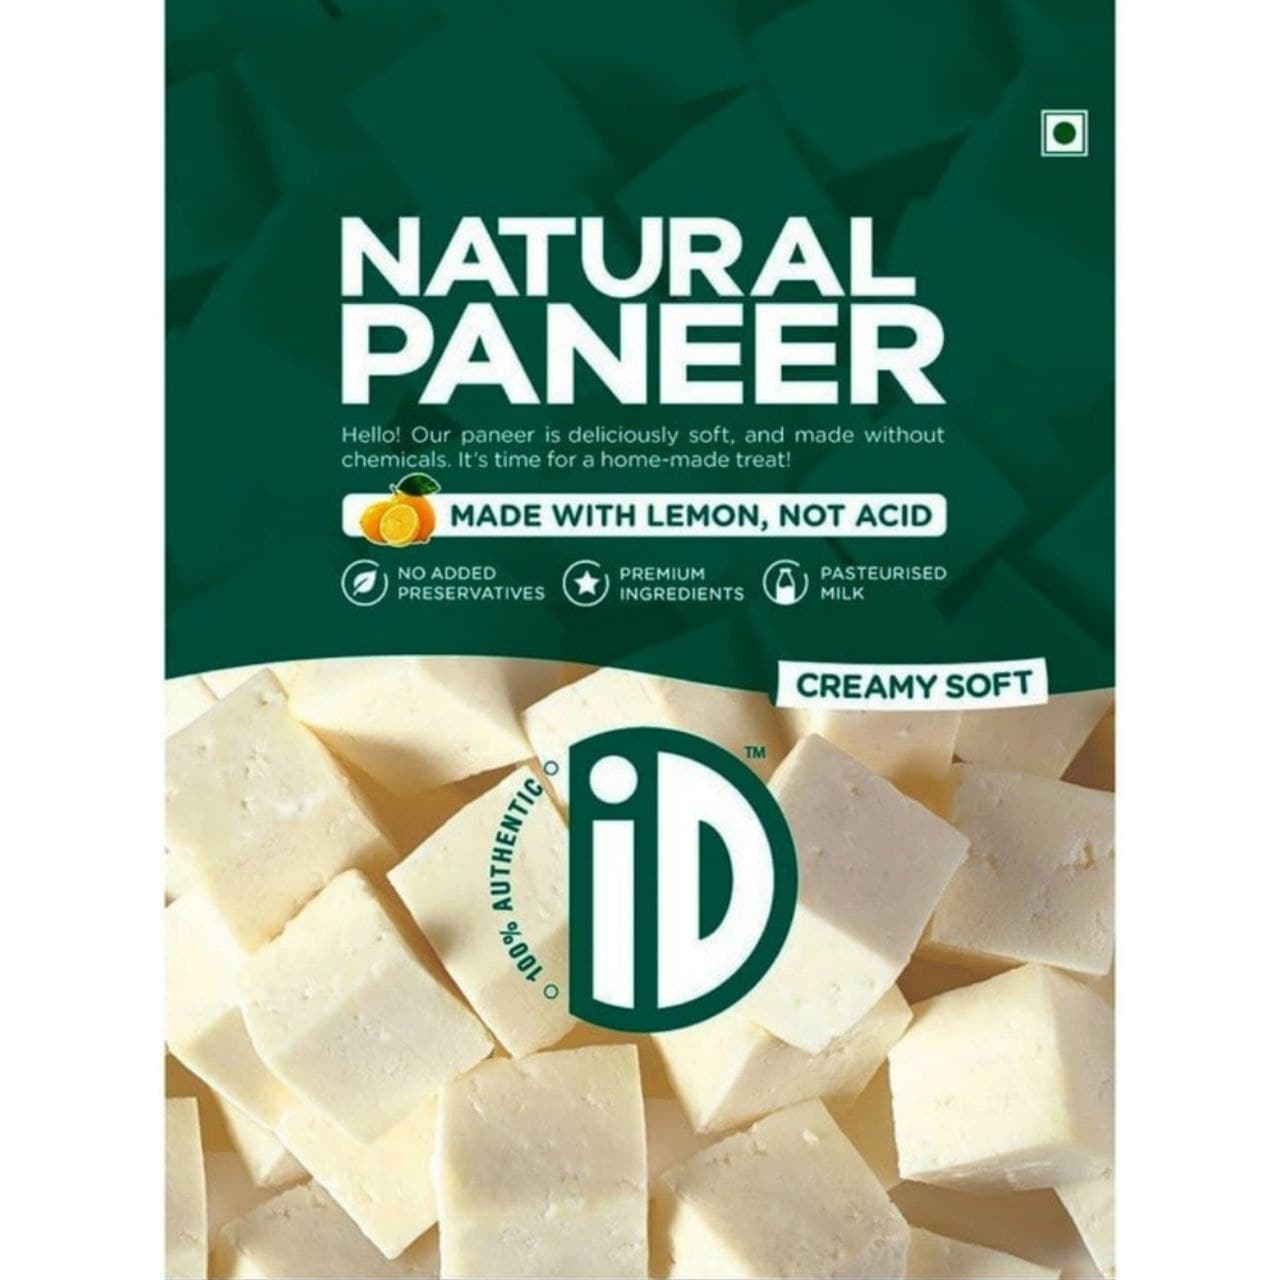 NATURAL
PANEER
Hello! Our paneer is deliciously soft, and made without
chemicals. It's time for a home-made treat!
MADE WITH LEMON, NOT ACID
NO ADDED
PRESERVATIVES
PREMIUM
INGREDIENTS
PASTEURISED
MILK
CREAMY SOFT
100% AUTHENTIC
iD TM